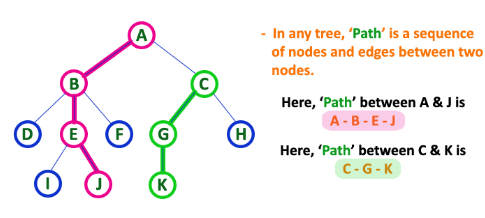 A
- In any tree, ‘Path’ is a sequence
of nodes and edges between two
nodes.
B
C
Here, ‘Path’ between A & J is
A - B - E - J
D
E
F
G
H
Here, ‘Path’ between C & K is
C - G - K
I
J
K